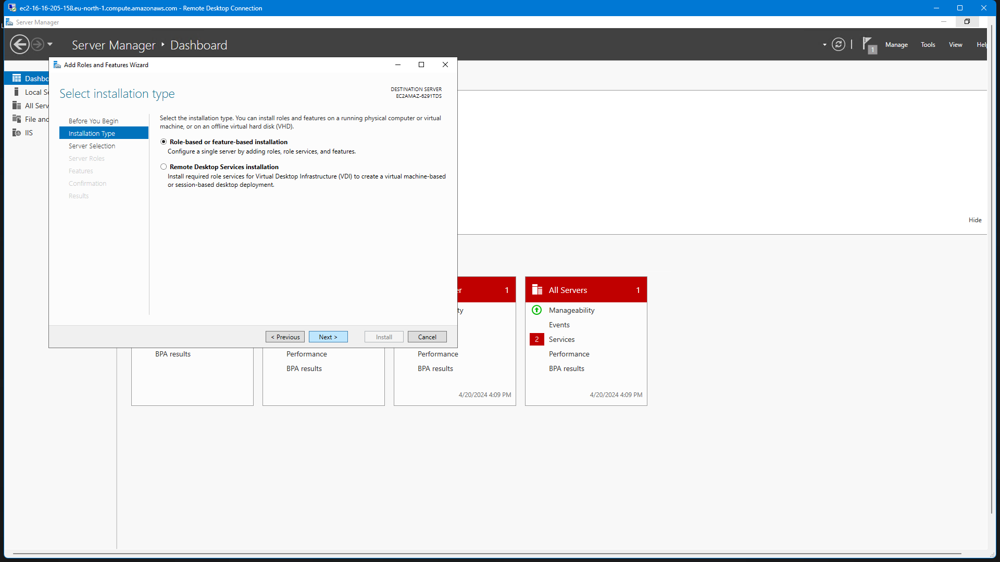 ec2-16-16-205-158.eu-north-1.compute.amazonaws.com - Remote Desktop Connection
Server Manager
Server Manager Dashboard
1
Manage
Tools
View
Help
Dashbc
Local Se
All Serv
File and
IIS
Add Roles and Features Wizard
Select installation type
DESTINATION SERVER
EC2AMAZ-6291TDS
Before You Begin
Installation Type
Server Selection
Server Roles
Features
Confirmation
Results
Select the installation type. You can install roles and features on a running physical computer or virtual
machine, or on an offline virtual hard disk (VHD).
Role-based or feature-based installation
Configure a single server by adding roles, role services, and features.
Remote Desktop Services installation
Install required role services for Virtual Desktop Infrastructure (VDI) to create a virtual machine-based
or session-based desktop deployment.
< Previous
Next >
Install
Cancel
Hide
BPA results
Performance
BPA results
er 1
ty
Performance
BPA results
4/20/2024 4:09 PM
All Servers 1
Manageability
Events
2 Services
Performance
BPA results
4/20/2024 4:09 PM